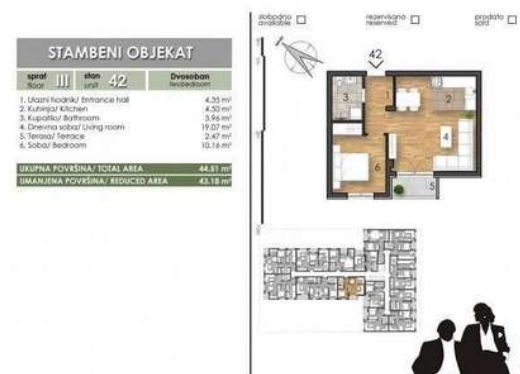 STAMBENI OBJEKAT
sprat III stan 42 Dvosoban
floor unit twobedroom
1. Ulazni hodnik/ Entrance hall 4.35 m²
2. Kuhinja/ Kitchen 4.50 m²
3. Kupatilo/ Bathroom 3.96 m²
4. Dnevna soba/ Living room 19.07 m²
5. Terasa/ Terrace 2.47 m²
6. Soba/ Bedroom 10.16 m²
UKUPNA POVRŠINA/ TOTAL AREA 44.51 m²
UMANJENA POVRŠINA/ REDUCED AREA 43.18 m²
slobodno rezervisano prodato
available reserved sold
42
3
1
2
4
6
5